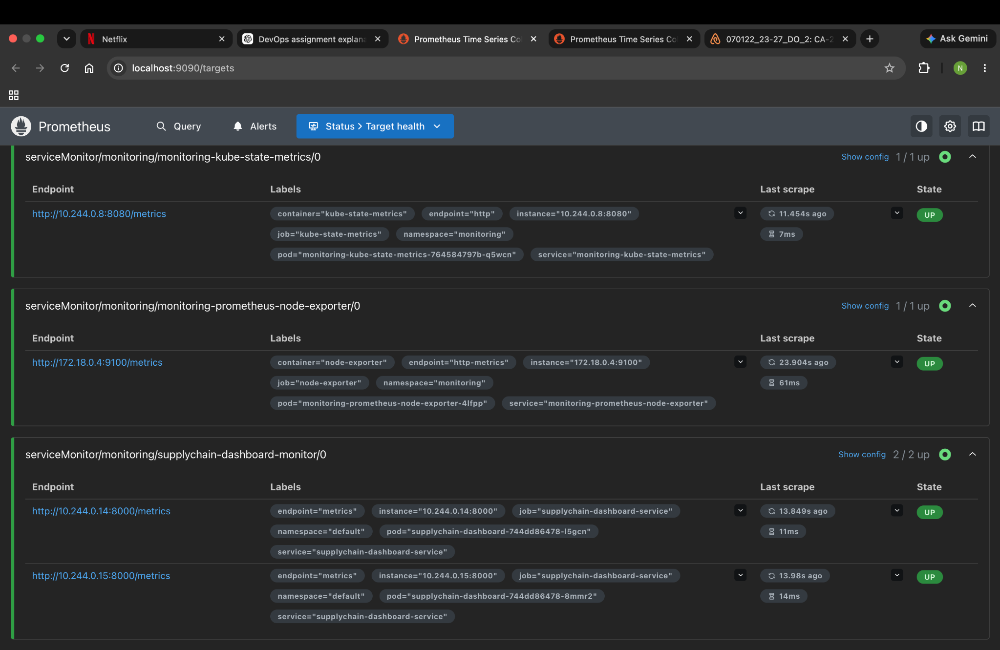 Netflix
DevOps assignment explana
Prometheus Time Series Co
Prometheus Time Series Co
070122_23-27_DO_2: CA-2
Ask Gemini
localhost:9090/targets
N
Prometheus
Query
Alerts
Status > Target health
serviceMonitor/monitoring/monitoring-kube-state-metrics/0
Show config
1 / 1 up
Endpoint Labels Last scrape State
http://10.244.0.8:8080/metrics
container="kube-state-metrics" endpoint="http" instance="10.244.0.8:8080"
job="kube-state-metrics" namespace="monitoring"
pod="monitoring-kube-state-metrics-764584797b-q5wcn" service="monitoring-kube-state-metrics"
11.454s ago
7ms
UP
serviceMonitor/monitoring/monitoring-prometheus-node-exporter/0
Show config
1 / 1 up
Endpoint Labels Last scrape State
http://172.18.0.4:9100/metrics
container="node-exporter" endpoint="http-metrics" instance="172.18.0.4:9100"
job="node-exporter" namespace="monitoring"
pod="monitoring-prometheus-node-exporter-4lfpp" service="monitoring-prometheus-node-exporter"
23.904s ago
61ms
UP
serviceMonitor/monitoring/supplychain-dashboard-monitor/0
Show config
2 / 2 up
Endpoint Labels Last scrape State
http://10.244.0.14:8000/metrics
endpoint="metrics" instance="10.244.0.14:8000" job="supplychain-dashboard-service"
namespace="default" pod="supplychain-dashboard-744dd86478-l5gcn"
service="supplychain-dashboard-service"
13.849s ago
11ms
UP
http://10.244.0.15:8000/metrics
endpoint="metrics" instance="10.244.0.15:8000" job="supplychain-dashboard-service"
namespace="default" pod="supplychain-dashboard-744dd86478-8mmr2"
service="supplychain-dashboard-service"
13.98s ago
14ms
UP